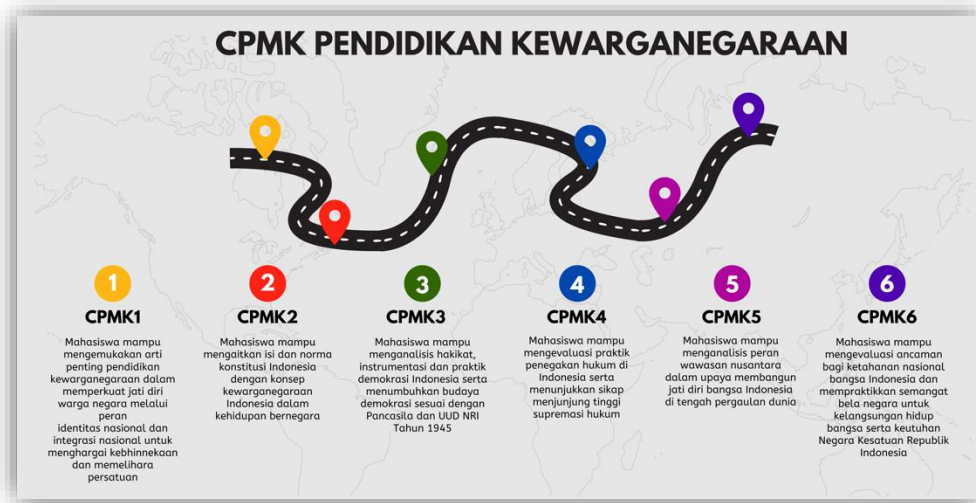 CPMK PENDIDIKAN KEWARGANEGARAAN
1
CPMK1
Mahasiswa mampu
mengemukakan arti
penting pendidikan
kewarganegaraan dalam
memperkuat jati diri
warga negara melalui
peran
identitas nasional dan
integrasi nasional untuk
menghargai kebhinnekaan
dan memelihara
persatuan
2
CPMK2
Mahasiswa mampu
mengaitkan isi dan norma
konstitusi Indonesia
dengan konsep
kewarganegaraan
Indonesia dalam
kehidupan bernegara
3
CPMK3
Mahasiswa mampu
menganalisis hakikat,
instrumentasi dan praktik
demokrasi Indonesia serta
menumbuhkan budaya
demokrasi sesuai dengan
Pancasila dan UUD NRI
Tahun 1945
4
CPMK4
Mahasiswa mampu
mengevaluasi praktik
penegakan hukum di
Indonesia serta
menunjukkan sikap
menjunjung tinggi
supremasi hukum
5
CPMK5
Mahasiswa mampu
menganalisis peran
wawasan nusantara
dalam upaya membangun
jati diri bangsa Indonesia
di tengah pergaulan dunia
6
CPMK6
Mahasiswa mampu
mengevaluasi ancaman
bagi ketahanan nasional
bangsa Indonesia dan
mempraktikkan semangat
bela negara untuk
kelangsungan hidup
bangsa serta keutuhan
Negara Kesatuan Republik
Indonesia